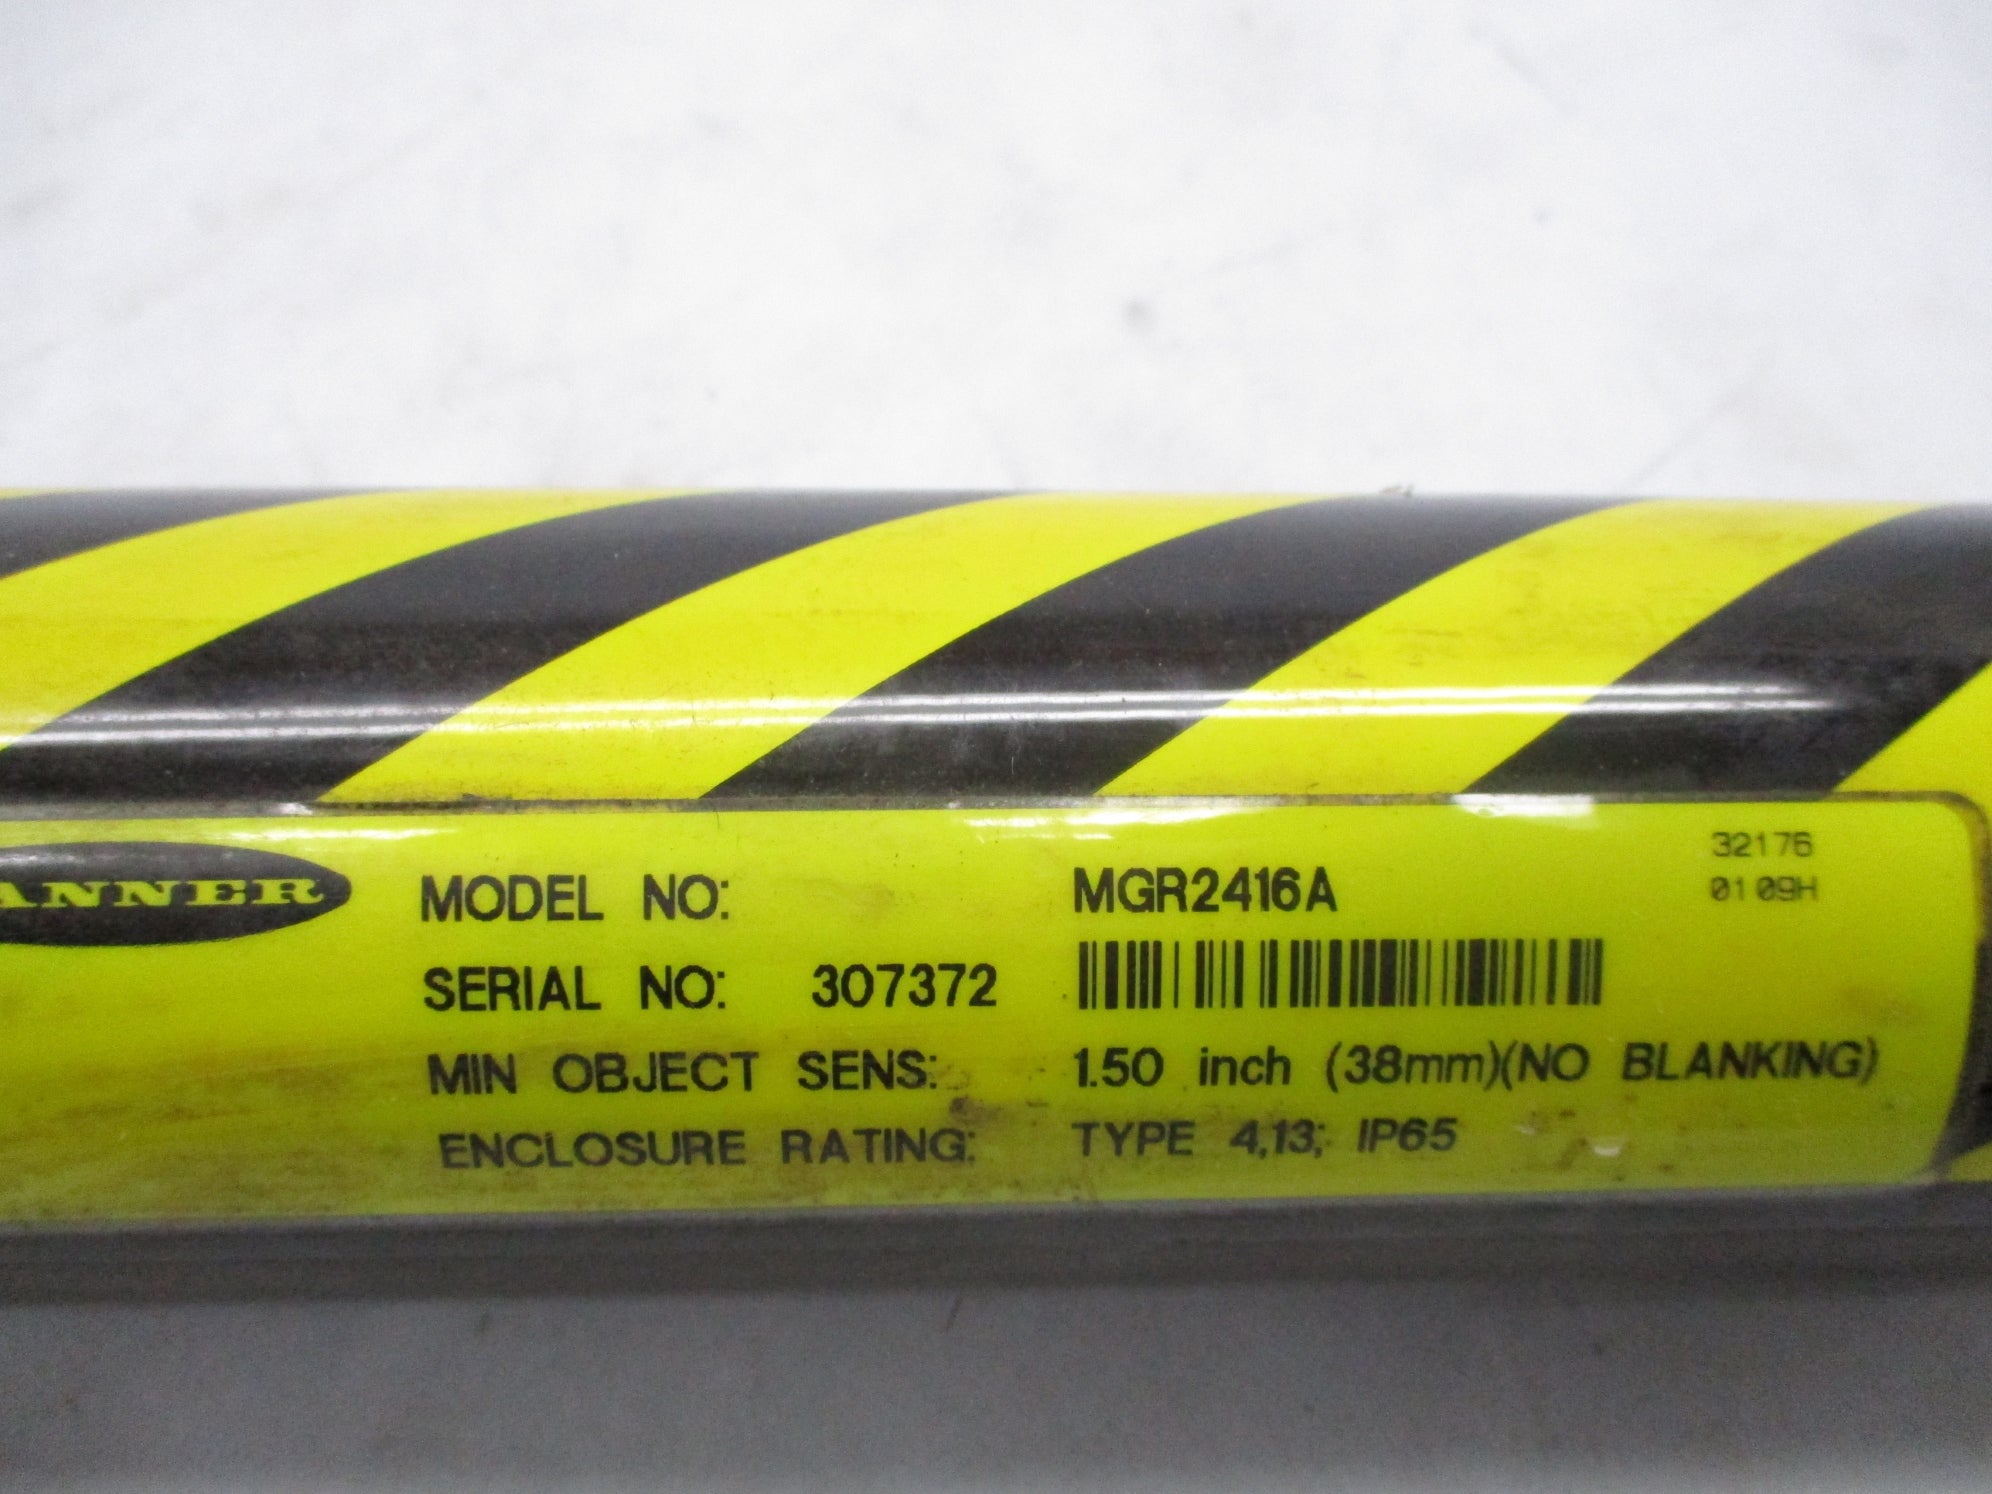 ANNER
MODEL NO: MGR2416A
32176
0109H
SERIAL NO: 307372
MIN OBJECT SENS: 1.50 inch (38mm)(NO BLANKING)
ENCLOSURE RATING: TYPE 4,13; IP65